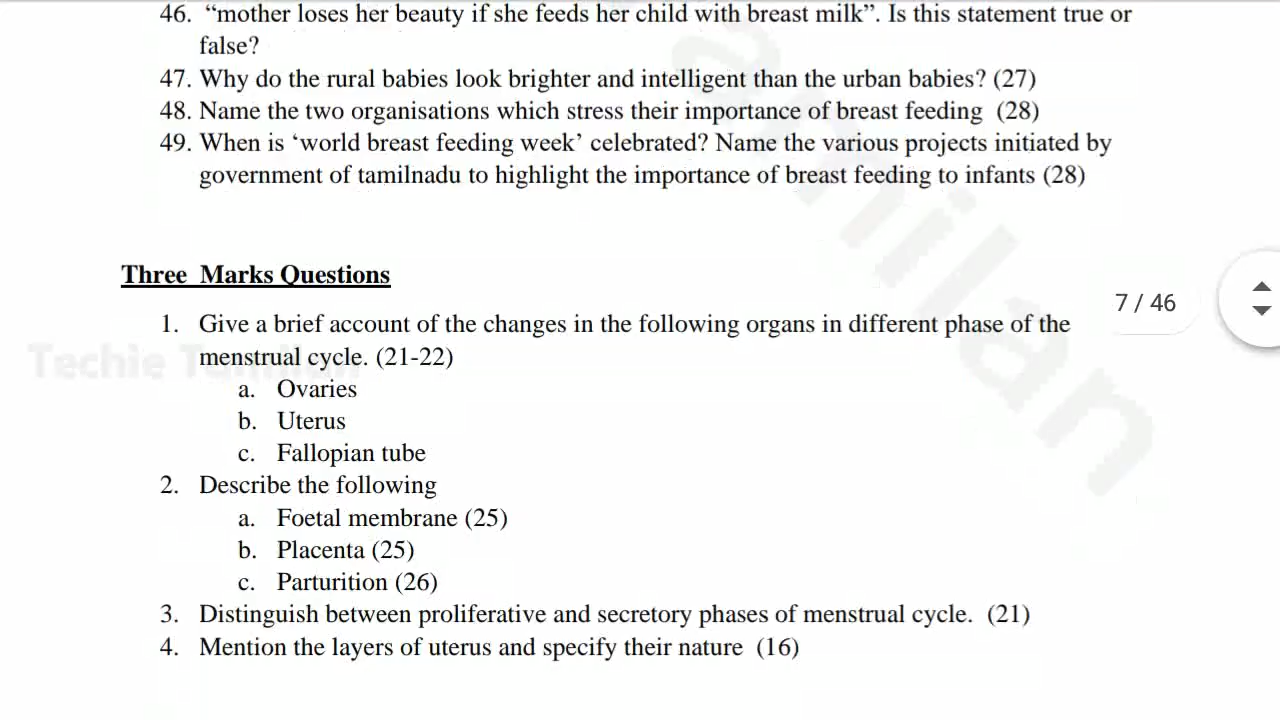 46. “mother loses her beauty if she feeds her child with breast milk”. Is this statement true or
false?
47. Why do the rural babies look brighter and intelligent than the urban babies? (27)
48. Name the two organisations which stress their importance of breast feeding (28)
49. When is ‘world breast feeding week’ celebrated? Name the various projects initiated by
government of tamilnadu to highlight the importance of breast feeding to infants (28)
Three Marks Questions
7 / 46
1. Give a brief account of the changes in the following organs in different phase of the
menstrual cycle. (21-22)
a. Ovaries
b. Uterus
c. Fallopian tube
2. Describe the following
a. Foetal membrane (25)
b. Placenta (25)
c. Parturition (26)
3. Distinguish between proliferative and secretory phases of menstrual cycle. (21)
4. Mention the layers of uterus and specify their nature (16)
Techie